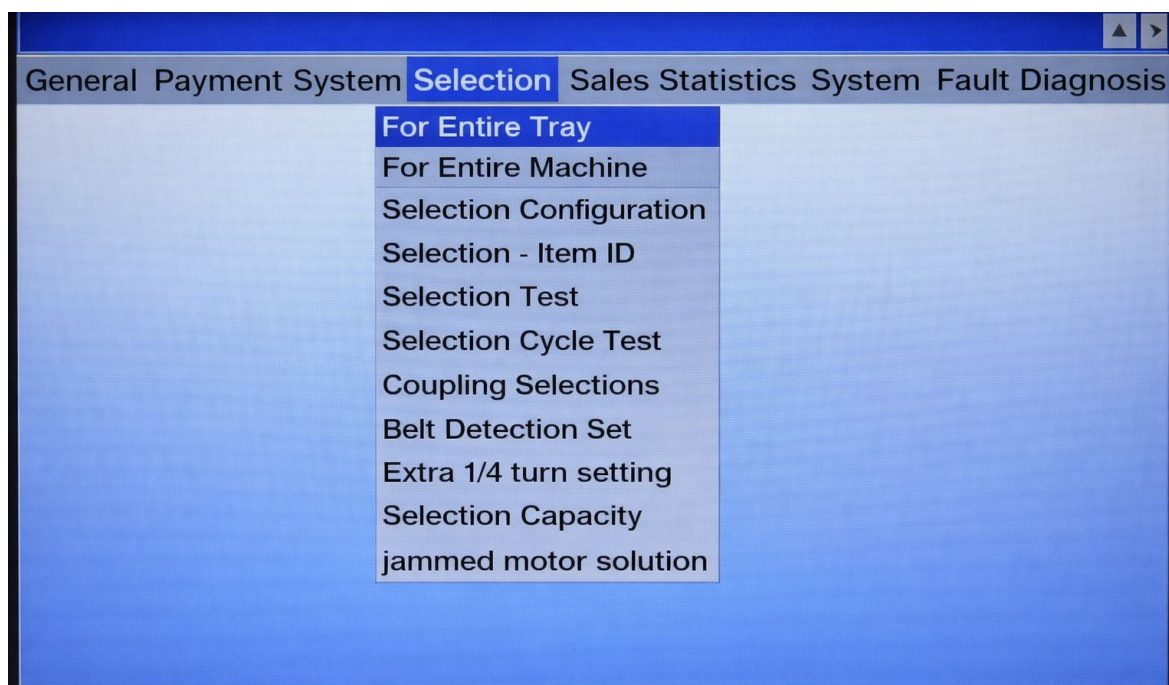 General Payment System Selection Sales Statistics System Fault Diagnosis
For Entire Tray
For Entire Machine
Selection Configuration
Selection - Item ID
Selection Test
Selection Cycle Test
Coupling Selections
Belt Detection Set
Extra 1/4 turn setting
Selection Capacity
jammed motor solution